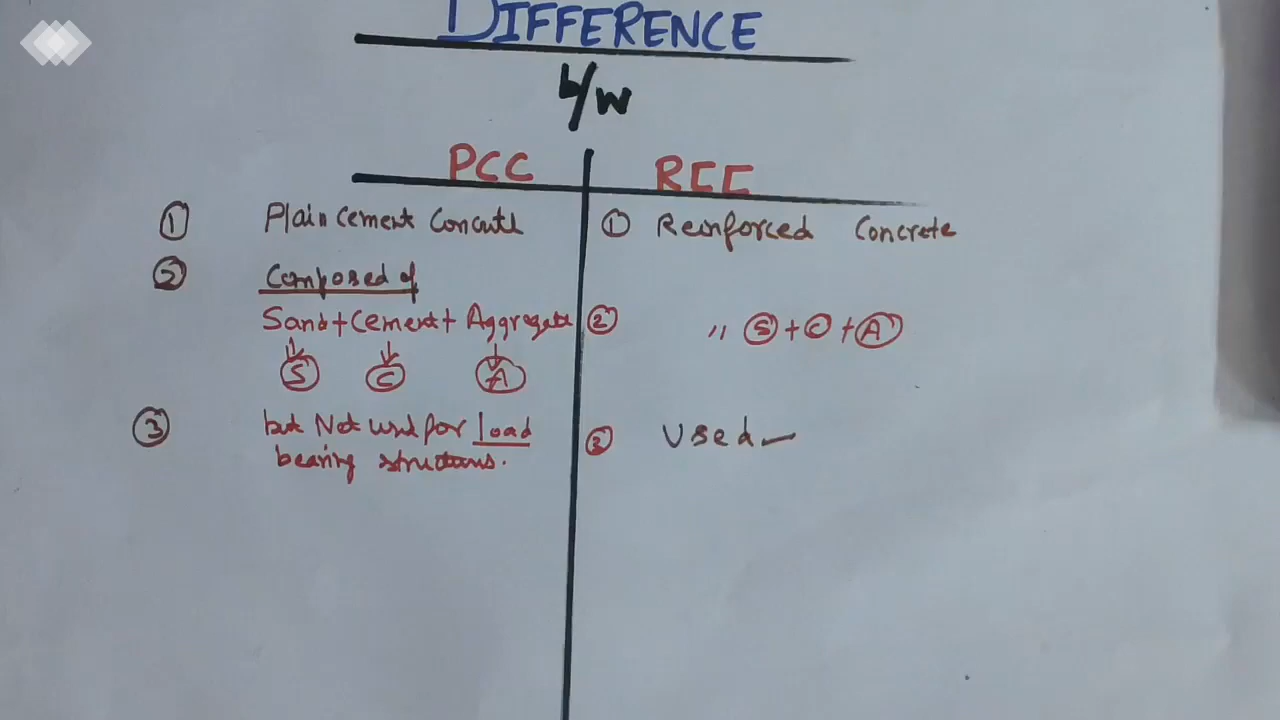 DIFFERENCE
b/w
PCC
RCC
① Plain Cement Concrete
① Reinforced Concrete
② Composed of
Sand + Cement + Aggregate
Ⓢ Ⓒ Ⓐ
② " Ⓢ + Ⓒ + Ⓐ
③ but Not used for load
bearing structures.
③ Used